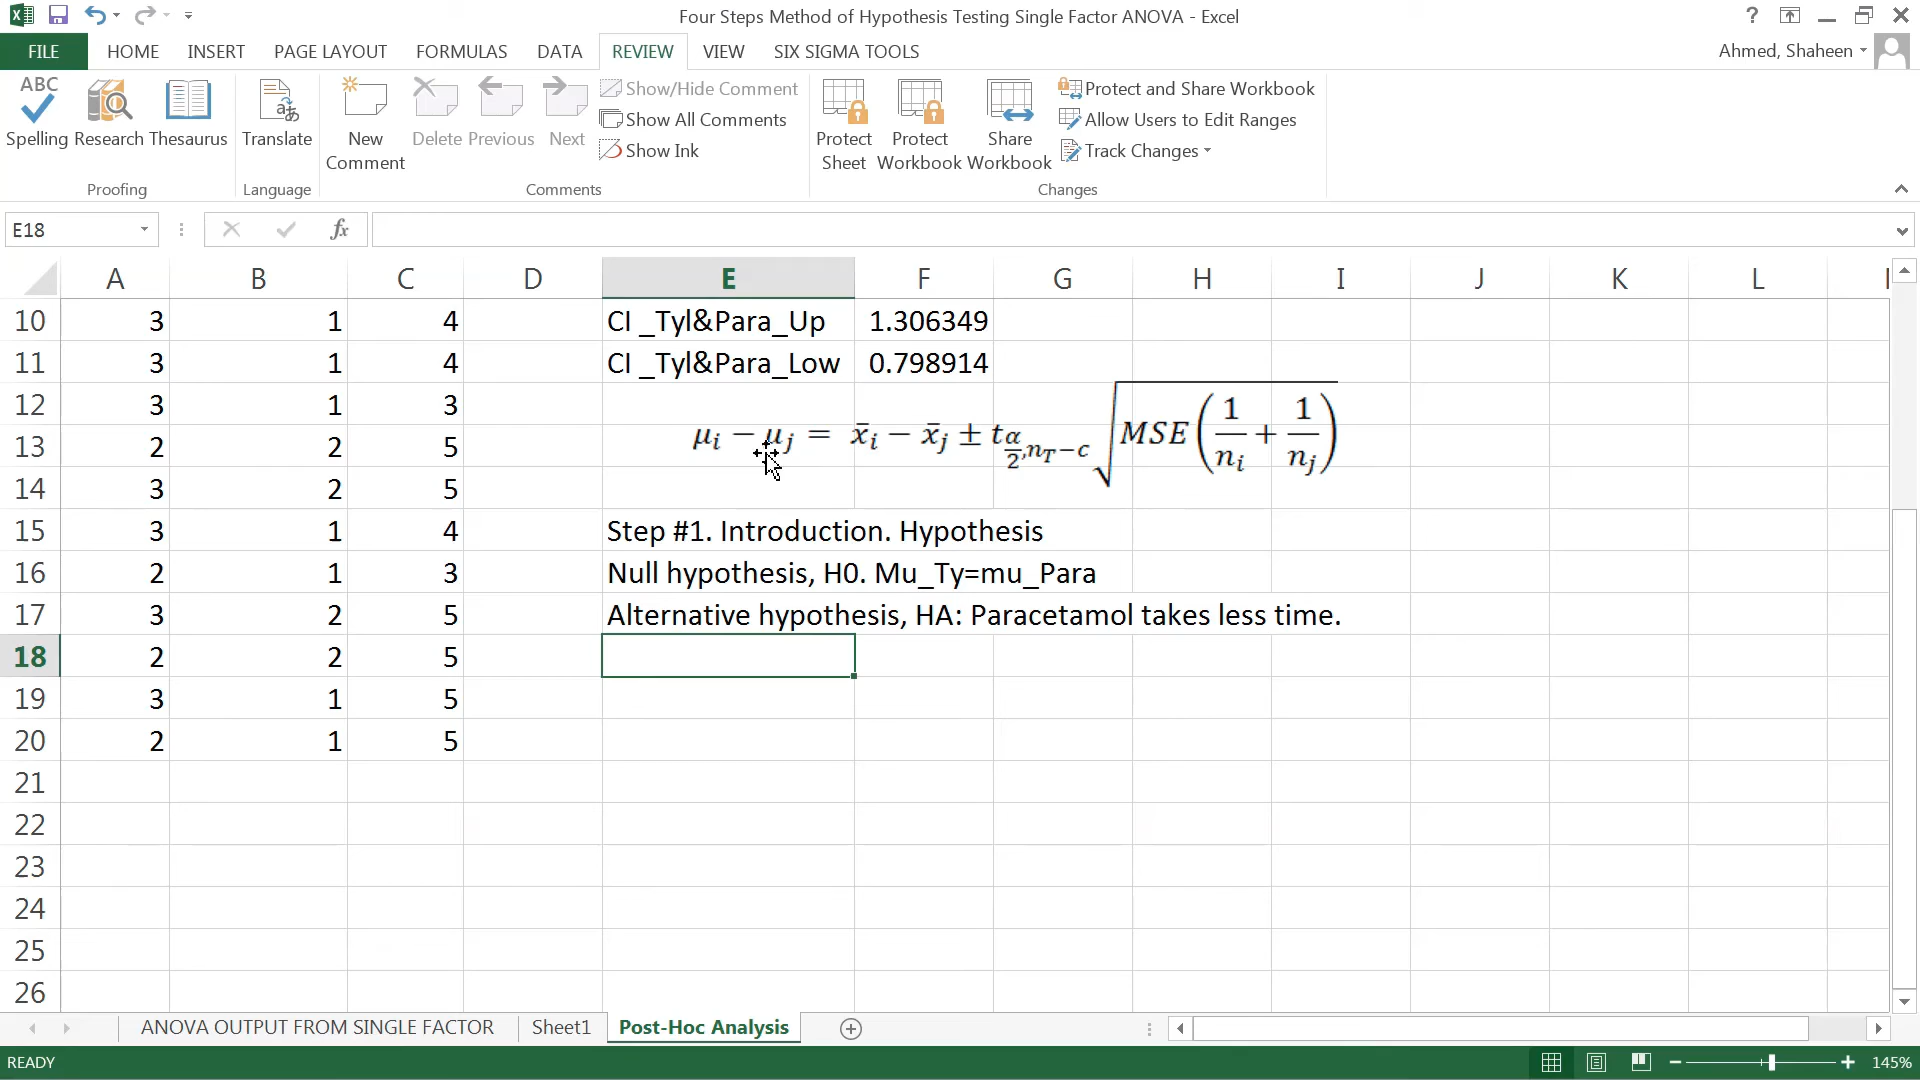 Four Steps Method of Hypothesis Testing Single Factor ANOVA - Excel
?
FILE HOME INSERT PAGE LAYOUT FORMULAS DATA REVIEW VIEW SIX SIGMA TOOLS Ahmed, Shaheen
ABC
Spelling Research Thesaurus
Proofing
Translate
Language
New
Comment
Delete Previous Next
Show/Hide Comment
Show All Comments
Show Ink
Comments
Protect
Sheet
Protect
Workbook
Share
Workbook
Protect and Share Workbook
Allow Users to Edit Ranges
Track Changes
Changes
E18 fx
A B C D E F G H I J K L
10 3 1 4 CI _Tyl&Para_Up 1.306349
11 3 1 4 CI _Tyl&Para_Low 0.798914
12 3 1 3
13 2 2 5
μᵢ − μⱼ = x̄ᵢ − x̄ⱼ ± t_{α/2, n_T−c} √(MSE(1/nᵢ + 1/nⱼ))
14 3 2 5
15 3 1 4 Step #1. Introduction. Hypothesis
16 2 1 3 Null hypothesis, H0. Mu_Ty=mu_Para
17 3 2 5 Alternative hypothesis, HA: Paracetamol takes less time.
18 2 2 5
19 3 1 5
20 2 1 5
21
22
23
24
25
26
ANOVA OUTPUT FROM SINGLE FACTOR Sheet1 Post-Hoc Analysis
READY 145%